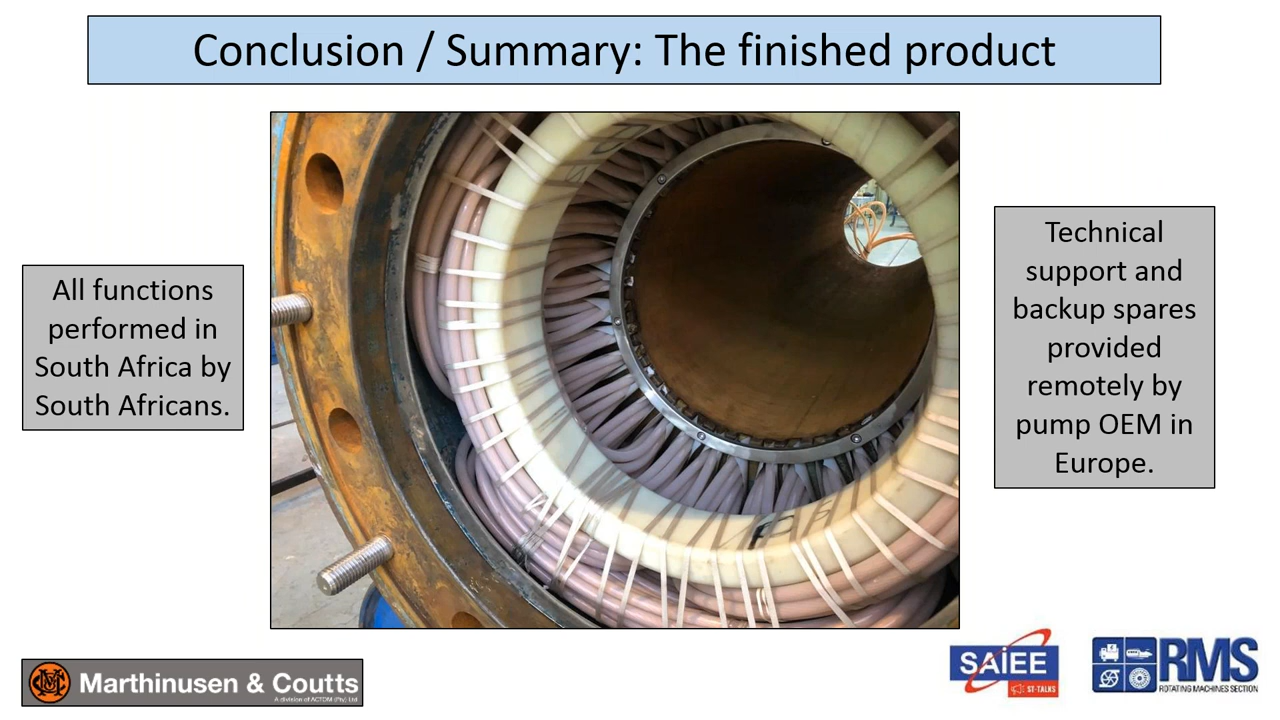 Conclusion / Summary: The finished product
All functions
performed in
South Africa by
South Africans.
Technical
support and
backup spares
provided
remotely by
pump OEM in
Europe.
Marthinusen & Coutts
A division of ACTOM (Pty) Ltd
SAIEE
ST-TALKS
RMS
ROTATING MACHINES SECTION